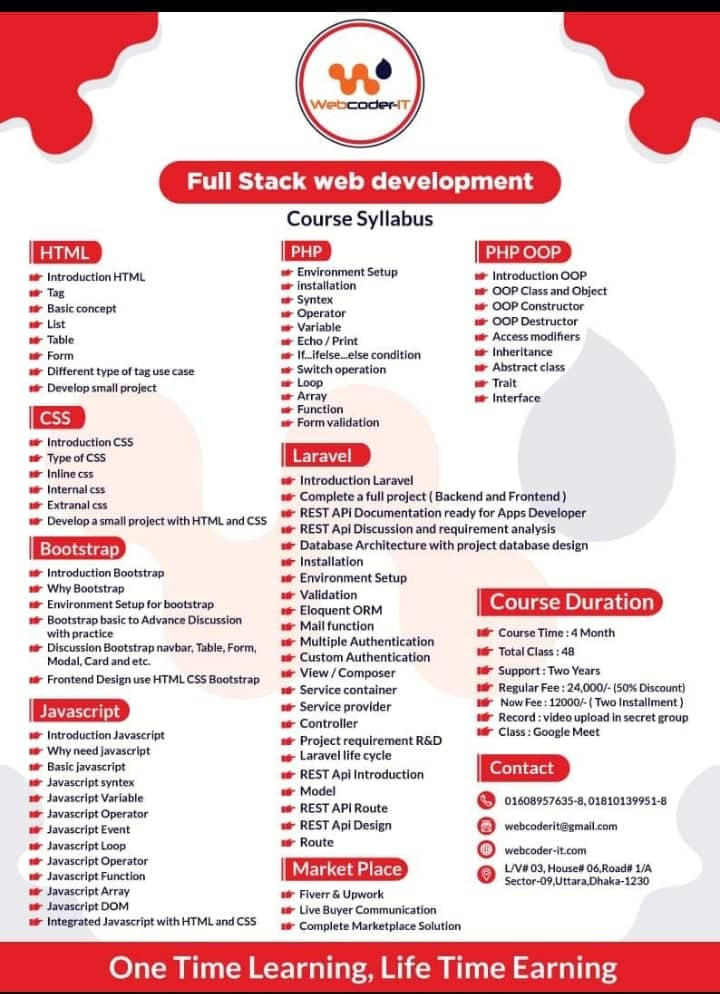 Webcoder-IT
Full Stack web development
Course Syllabus
HTML
Introduction HTML
Tag
Basic concept
List
Table
Form
Different type of tag use case
Develop small project
CSS
Introduction CSS
Type of CSS
Inline css
Internal css
Extranal css
Develop a small project with HTML and CSS
Bootstrap
Introduction Bootstrap
Why Bootstrap
Environment Setup for bootstrap
Bootstrap basic to Advance Discussion
with practice
Discussion Bootstrap navbar, Table, Form,
Modal, Card and etc.
Frontend Design use HTML CSS Bootstrap
Javascript
Introduction Javascript
Why need javascript
Basic javascript
Javascript syntex
Javascript Variable
Javascript Operator
Javascript Event
Javascript Loop
Javascript Operator
Javascript Function
Javascript Array
Javascript DOM
Integrated Javascript with HTML and CSS
PHP
Environment Setup
installation
Syntex
Operator
Variable
Echo / Print
If...ifelse...else condition
Switch operation
Loop
Array
Function
Form validation
Laravel
Introduction Laravel
Complete a full project ( Backend and Frontend )
REST APi Documentation ready for Apps Developer
REST Api Discussion and requirement analysis
Database Architecture with project database design
Installation
Environment Setup
Validation
Eloquent ORM
Mail function
Multiple Authentication
Custom Authentication
View / Composer
Service container
Service provider
Controller
Project requirement R&D
Laravel life cycle
REST Api Introduction
Model
REST API Route
REST Api Design
Route
Market Place
Fiverr & Upwork
Live Buyer Communication
Complete Marketplace Solution
PHP OOP
Introduction OOP
OOP Class and Object
OOP Constructor
OOP Destructor
Access modifiers
Inheritance
Abstract class
Trait
Interface
Course Duration
Course Time : 4 Month
Total Class : 48
Support : Two Years
Regular Fee : 24,000/- (50% Discount)
Now Fee : 12000/- ( Two Installment )
Record : video upload in secret group
Class : Google Meet
Contact
01608957635-8, 01810139951-8
webcoderit@gmail.com
webcoder-it.com
L/V# 03, House# 06,Road# 1/A
Sector-09,Uttara,Dhaka-1230
One Time Learning, Life Time Earning